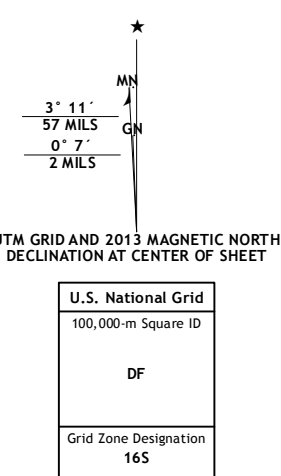 ★
MN
3° 11´
57 MILS
GN
0° 7´
2 MILS
UTM GRID AND 2013 MAGNETIC NORTH
DECLINATION AT CENTER OF SHEET
U.S. National Grid
100,000-m Square ID
DF
Grid Zone Designation
16S